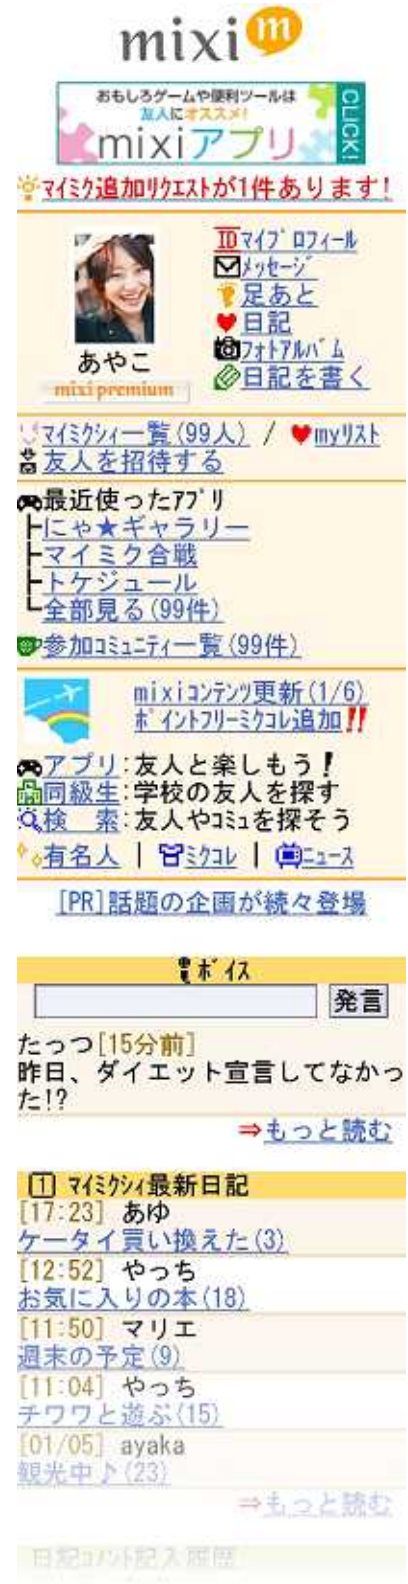 mixi m
おもしろゲームや便利ツールは
友人にオススメ!
mixiアプリ
CLICK!
ﾏｲﾐｸ追加ﾘｸｴｽﾄが1件あります!
IDﾏｲﾌﾟﾛﾌｨｰﾙ
ﾒｯｾｰｼﾞ
足あと
日記
ﾌｫﾄｱﾙﾊﾞﾑ
日記を書く
あやこ
mixi premium
ﾏｲﾐｸｼｨ一覧(99人) / ♥myﾘｽﾄ
友人を招待する
最近使ったｱﾌﾟﾘ
├にゃ★ギャラリー
├マイミク合戦
├トケジュール
└全部見る(99件)
参加ｺﾐｭﾆﾃｨ一覧(99件)
mixiｺﾝﾃﾝﾂ更新(1/6)
ﾎﾟｲﾝﾄフリーﾐｸｺﾚ追加!!
アプリ:友人と楽しもう!
同級生:学校の友人を探す
検 索:友人やｺﾐｭを探そう
有名人 | ﾐｸｺﾚ | ﾆｭｰｽ
[PR]話題の企画が続々登場
ﾎﾞｲｽ
発言
たっつ[15分前]
昨日、ダイエット宣言してなかっ
た!?
⇒もっと読む
1 ﾏｲﾐｸｼｨ最新日記
[17:23] あゆ
ケータイ買い換えた(3)
[12:52] やっち
お気に入りの本(18)
[11:50] マリエ
週末の予定(9)
[11:04] やっち
チワワと遊ぶ(15)
[01/05] ayaka
観光中♪(23)
⇒もっと読む
日記ｺﾒﾝﾄ記入履歴